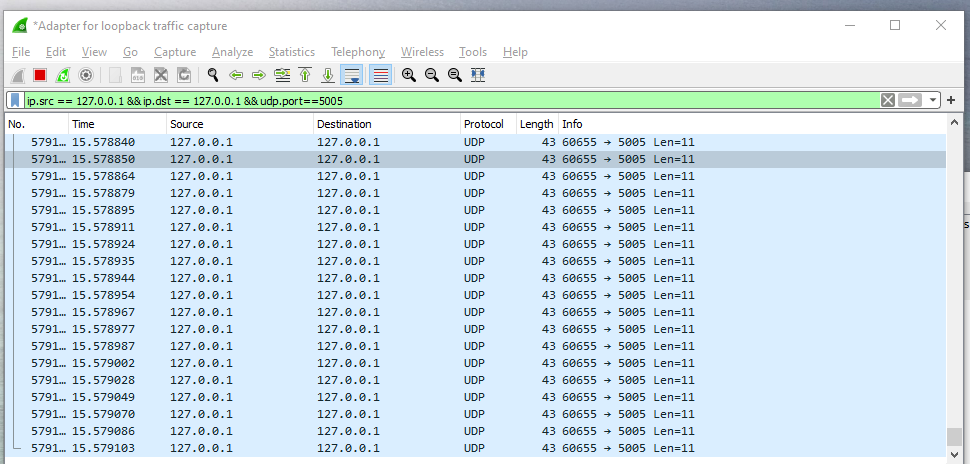 *Adapter for loopback traffic capture
File Edit View Go Capture Analyze Statistics Telephony Wireless Tools Help
ip.src == 127.0.0.1 && ip.dst == 127.0.0.1 && udp.port==5005
No. Time Source Destination Protocol Length Info
5791… 15.578840 127.0.0.1 127.0.0.1 UDP 43 60655 → 5005 Len=11
5791… 15.578850 127.0.0.1 127.0.0.1 UDP 43 60655 → 5005 Len=11
5791… 15.578864 127.0.0.1 127.0.0.1 UDP 43 60655 → 5005 Len=11
5791… 15.578879 127.0.0.1 127.0.0.1 UDP 43 60655 → 5005 Len=11
5791… 15.578895 127.0.0.1 127.0.0.1 UDP 43 60655 → 5005 Len=11
5791… 15.578911 127.0.0.1 127.0.0.1 UDP 43 60655 → 5005 Len=11
5791… 15.578924 127.0.0.1 127.0.0.1 UDP 43 60655 → 5005 Len=11
5791… 15.578935 127.0.0.1 127.0.0.1 UDP 43 60655 → 5005 Len=11
5791… 15.578944 127.0.0.1 127.0.0.1 UDP 43 60655 → 5005 Len=11
5791… 15.578954 127.0.0.1 127.0.0.1 UDP 43 60655 → 5005 Len=11
5791… 15.578967 127.0.0.1 127.0.0.1 UDP 43 60655 → 5005 Len=11
5791… 15.578977 127.0.0.1 127.0.0.1 UDP 43 60655 → 5005 Len=11
5791… 15.578987 127.0.0.1 127.0.0.1 UDP 43 60655 → 5005 Len=11
5791… 15.579002 127.0.0.1 127.0.0.1 UDP 43 60655 → 5005 Len=11
5791… 15.579028 127.0.0.1 127.0.0.1 UDP 43 60655 → 5005 Len=11
5791… 15.579049 127.0.0.1 127.0.0.1 UDP 43 60655 → 5005 Len=11
5791… 15.579070 127.0.0.1 127.0.0.1 UDP 43 60655 → 5005 Len=11
5791… 15.579086 127.0.0.1 127.0.0.1 UDP 43 60655 → 5005 Len=11
5791… 15.579103 127.0.0.1 127.0.0.1 UDP 43 60655 → 5005 Len=11